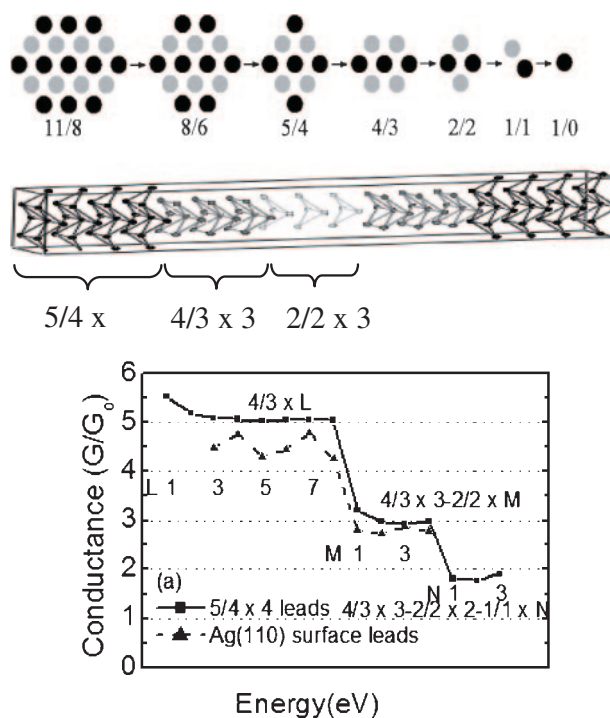 11/8 8/6 5/4 4/3 2/2 1/1 1/0
5/4 x 4/3 x 3 2/2 x 3
6
5
4
3
2
1
0
Conductance (G/G₀)
4/3 x L
L 1 3 5 7
4/3 x 3-2/2 x M
M 1 3
(a)
N 1 3
5/4 x 4 leads 4/3 x 3-2/2 x 2-1/1 x N
Ag(110) surface leads
Energy(eV)